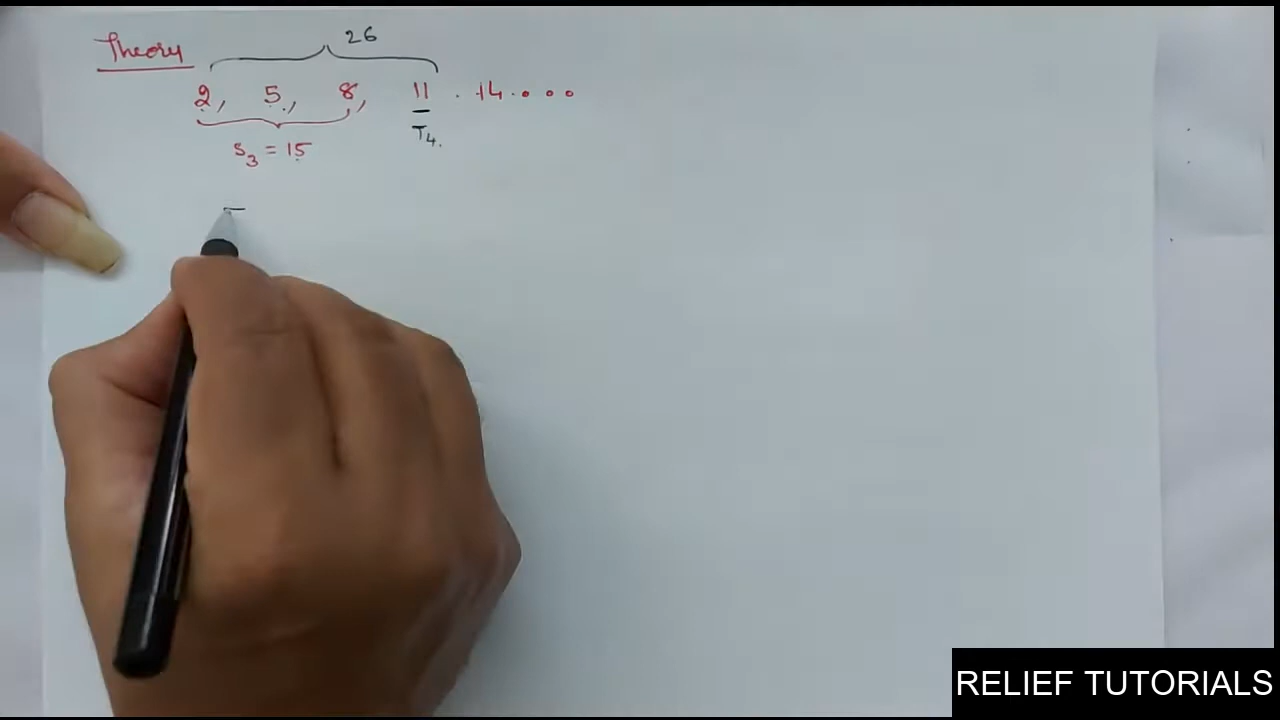 Theory
26
2, 5, 8, 11 . 14 . . . .
T4.
S3 = 15
RELIEF TUTORIALS